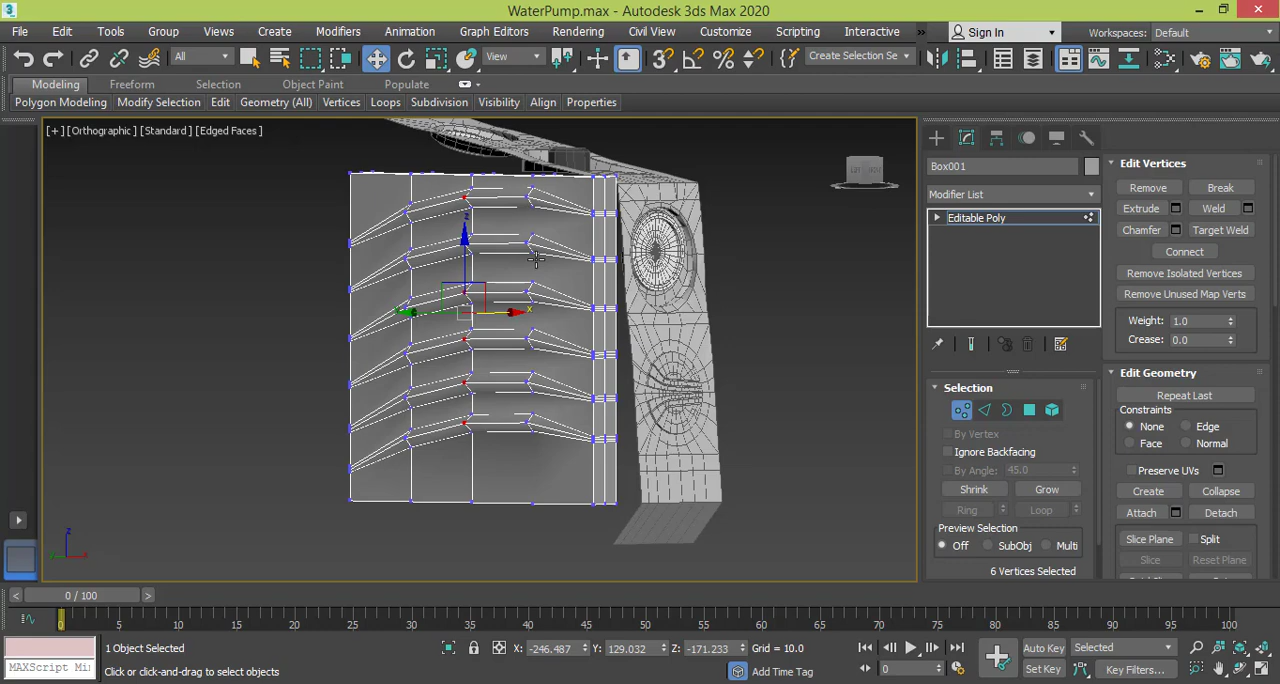 WaterPump.max - Autodesk 3ds Max 2020
File Edit Tools Group Views Create Modifiers Animation Graph Editors Rendering Civil View Customize Scripting Interactive » Sign In Workspaces: Default
All View Create Selection Se
Modeling Freeform Selection Object Paint Populate
Polygon Modeling Modify Selection Edit Geometry (All) Vertices Loops Subdivision Visibility Align Properties
[+] [Orthographic] [Standard] [Edged Faces]
Box001
Modifier List
Editable Poly
Selection
By Vertex
Ignore Backfacing
By Angle: 45.0
Shrink Grow
Ring Loop
Preview Selection
Off SubObj Multi
6 Vertices Selected
Edit Vertices
Remove Break
Extrude Weld
Chamfer Target Weld
Connect
Remove Isolated Vertices
Remove Unused Map Verts
Weight: 1.0
Crease: 0.0
Edit Geometry
Repeat Last
Constraints
None Edge
Face Normal
Preserve UVs
Create Collapse
Attach Detach
Slice Plane Split
Slice Reset Plane
z
x
z
< 0 / 100 >
0 5 10 15 20 25 30 35 40 45 50 55 60 65 70 75 80 85 90 95 100
1 Object Selected X: -246.487 Y: 129.032 Z: -171.233 Grid = 10.0 Auto Key Selected
MAXScript Mi Click or click-and-drag to select objects Add Time Tag 0 Set Key Key Filters...